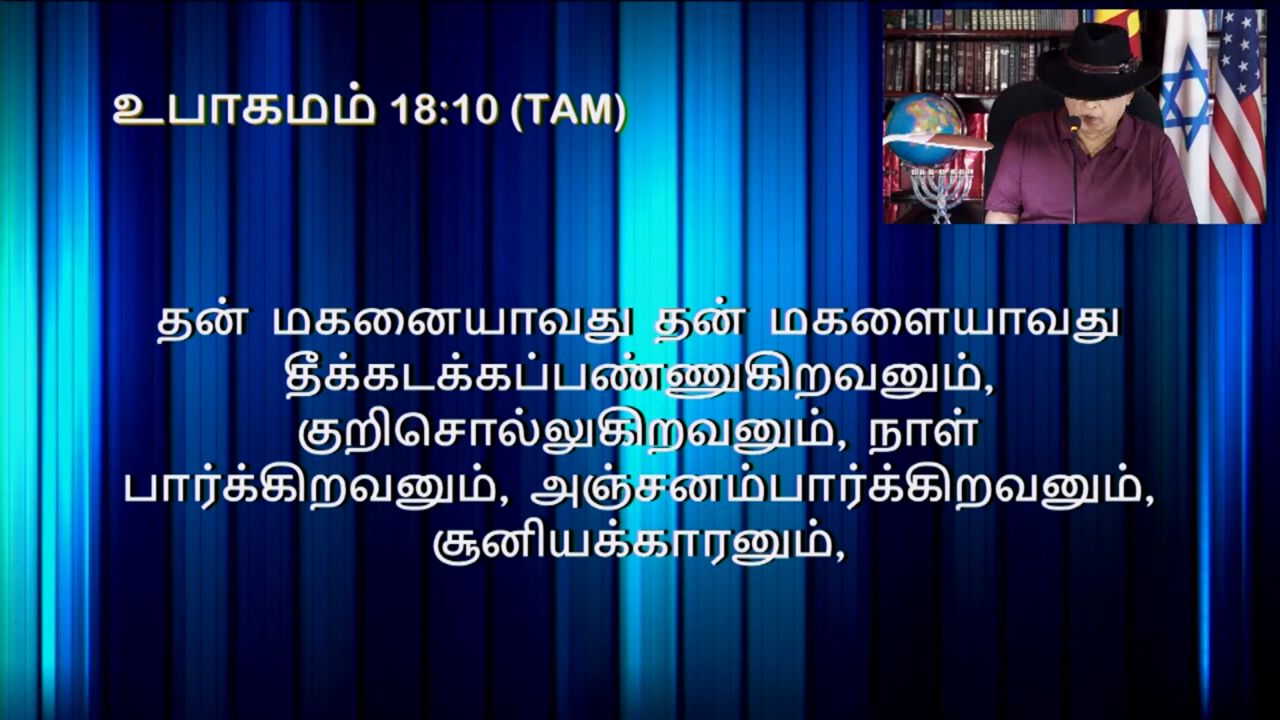 உபாகமம் 18:10 (TAM)
தன் மகனையாவது தன் மகளையாவது
தீக்கடக்கப்பண்ணுகிறவனும்,
குறிசொல்லுகிறவனும், நாள்
பார்க்கிறவனும், அஞ்சனம்பார்க்கிறவனும்,
சூனியக்காரனும்,